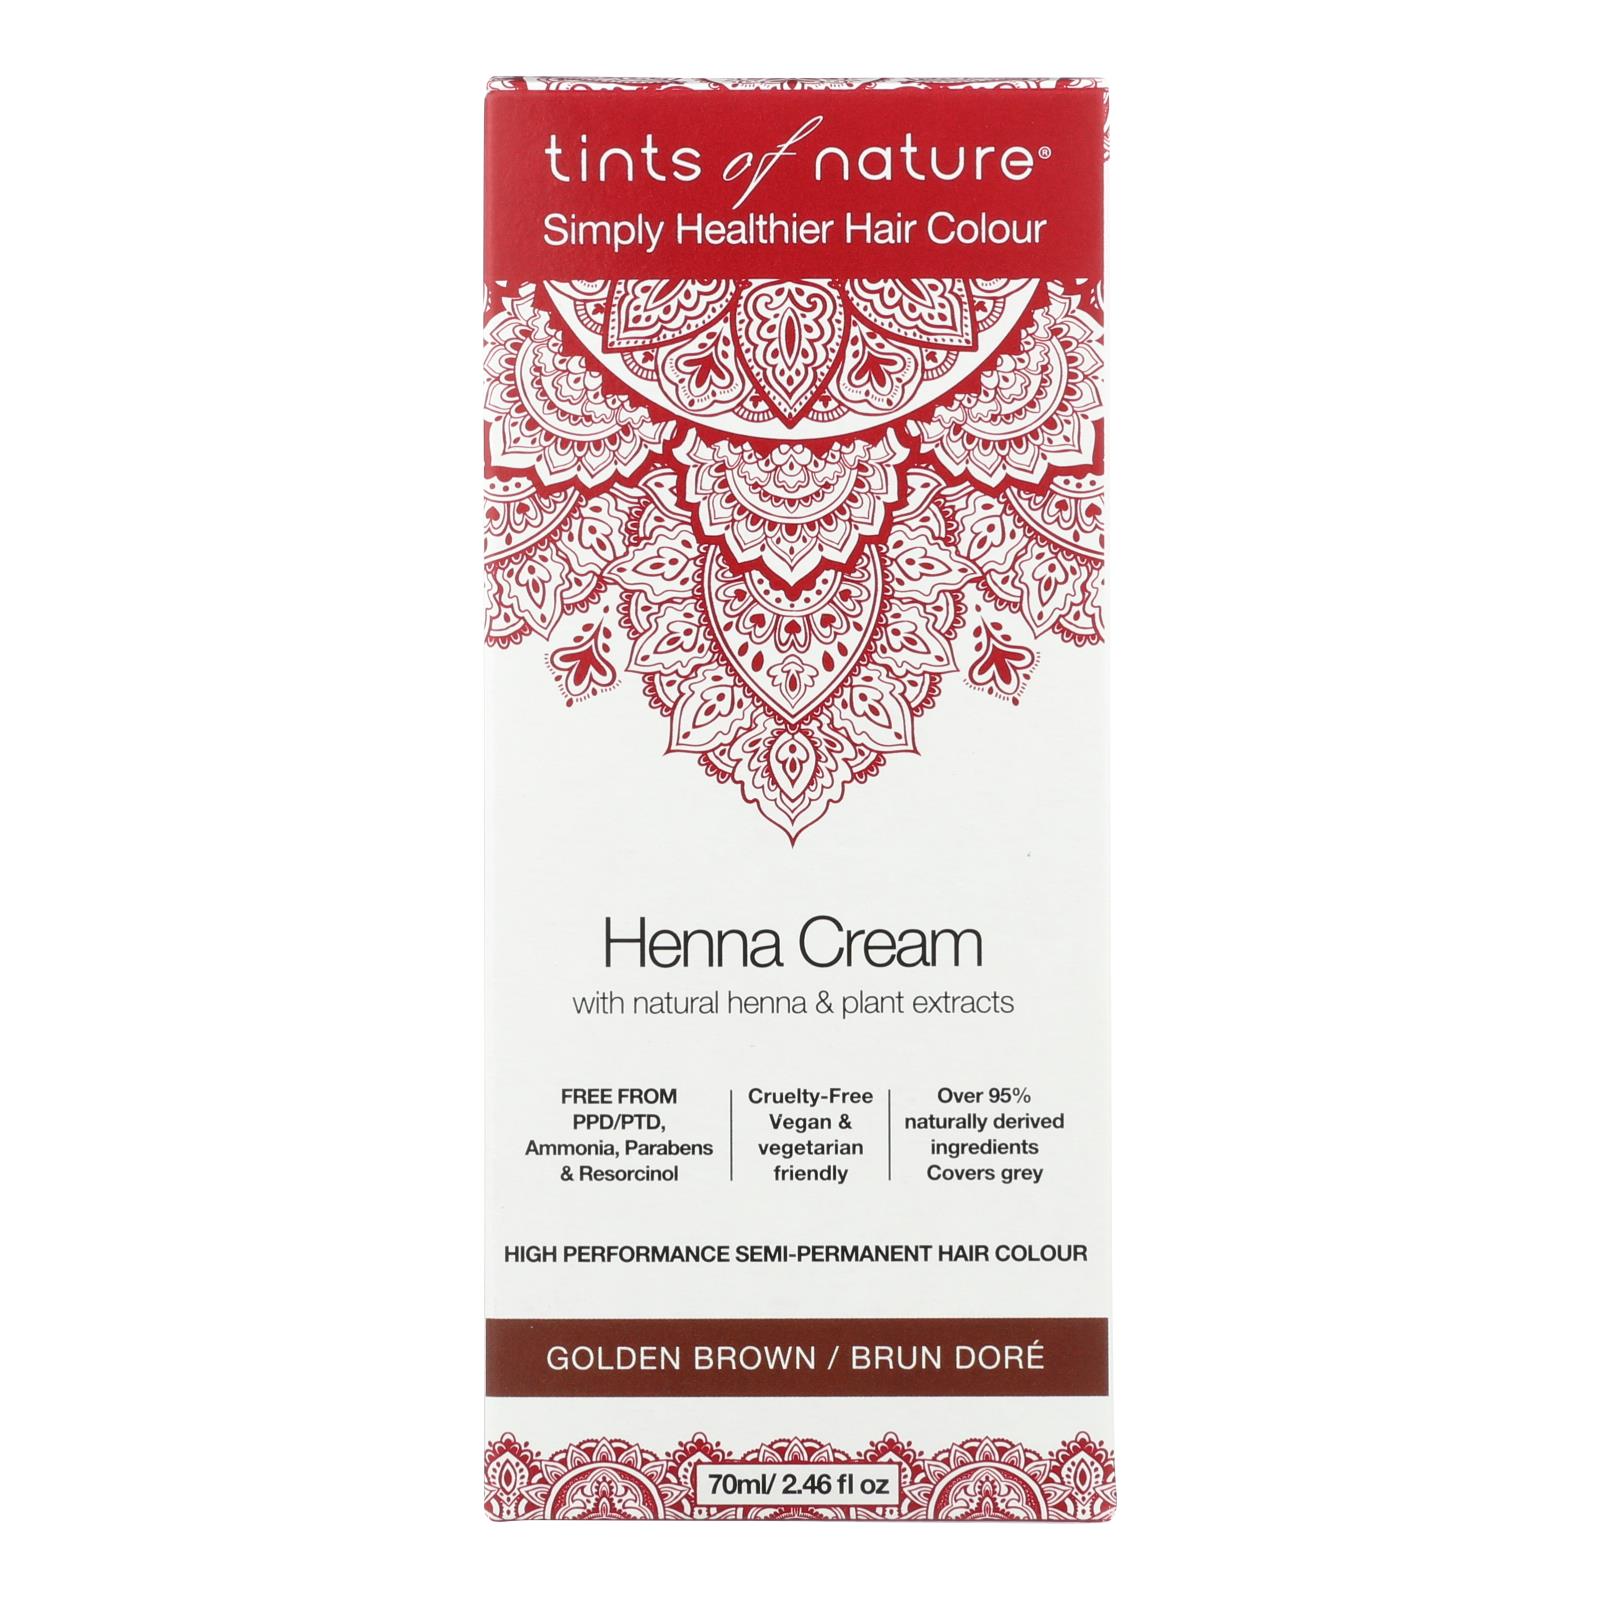 tints of nature®
Simply Healthier Hair Colour
Henna Cream
with natural henna & plant extracts
FREE FROM
PPD/PTD,
Ammonia, Parabens
& Resorcinol
Cruelty-Free
Vegan &
vegetarian
friendly
Over 95%
naturally derived
ingredients
Covers grey
HIGH PERFORMANCE SEMI-PERMANENT HAIR COLOUR
GOLDEN BROWN / BRUN DORÉ
70ml/ 2.46 fl oz